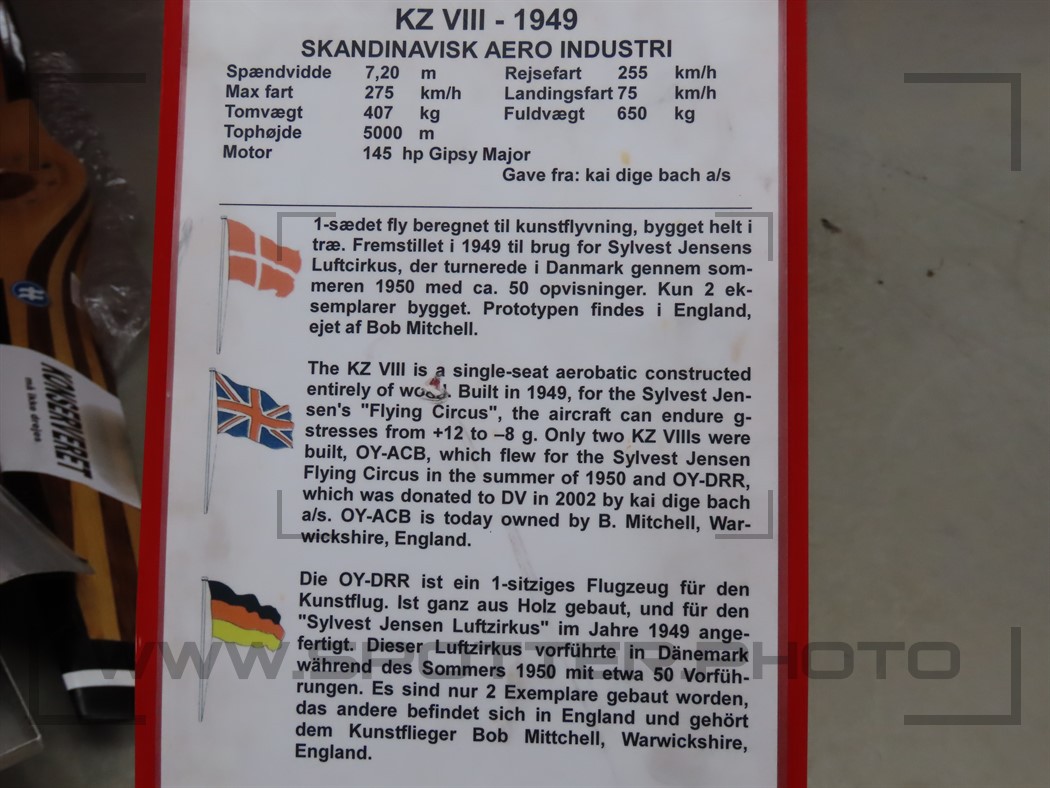 KZ VIII - 1949
SKANDINAVISK AERO INDUSTRI
Spændvidde 7,20 m Rejsefart 255 km/h
Max fart 275 km/h Landingsfart 75 km/h
Tomvægt 407 kg Fuldvægt 650 kg
Tophøjde 5000 m
Motor 145 hp Gipsy Major
Gave fra: kai dige bach a/s
1-sædet fly beregnet til kunstflyvning, bygget helt i
træ. Fremstillet i 1949 til brug for Sylvest Jensens
Luftcirkus, der turnerede i Danmark gennem som-
meren 1950 med ca. 50 opvisninger. Kun 2 ek-
semplarer bygget. Prototypen findes i England,
ejet af Bob Mitchell.
The KZ VIII is a single-seat aerobatic constructed
entirely of wood. Built in 1949, for the Sylvest Jen-
sen's "Flying Circus", the aircraft can endure g-
stresses from +12 to –8 g. Only two KZ VIIIs were
built, OY-ACB, which flew for the Sylvest Jensen
Flying Circus in the summer of 1950 and OY-DRR,
which was donated to DV in 2002 by kai dige bach
a/s. OY-ACB is today owned by B. Mitchell, War-
wickshire, England.
Die OY-DRR ist ein 1-sitziges Flugzeug für den
Kunstflug. Ist ganz aus Holz gebaut, und für den
"Sylvest Jensen Luftzirkus" im Jahre 1949 ange-
fertigt. Dieser Luftzirkus vorführte in Dänemark
während des Sommers 1950 mit etwa 50 Vorfüh-
rungen. Es sind nur 2 Exemplare gebaut worden,
das andere befindet sich in England und gehört
dem Kunstflieger Bob Mittchell, Warwickshire,
England.
KONSERVERET
må ikke drejes
WWW.SPOTTER.PHOTO